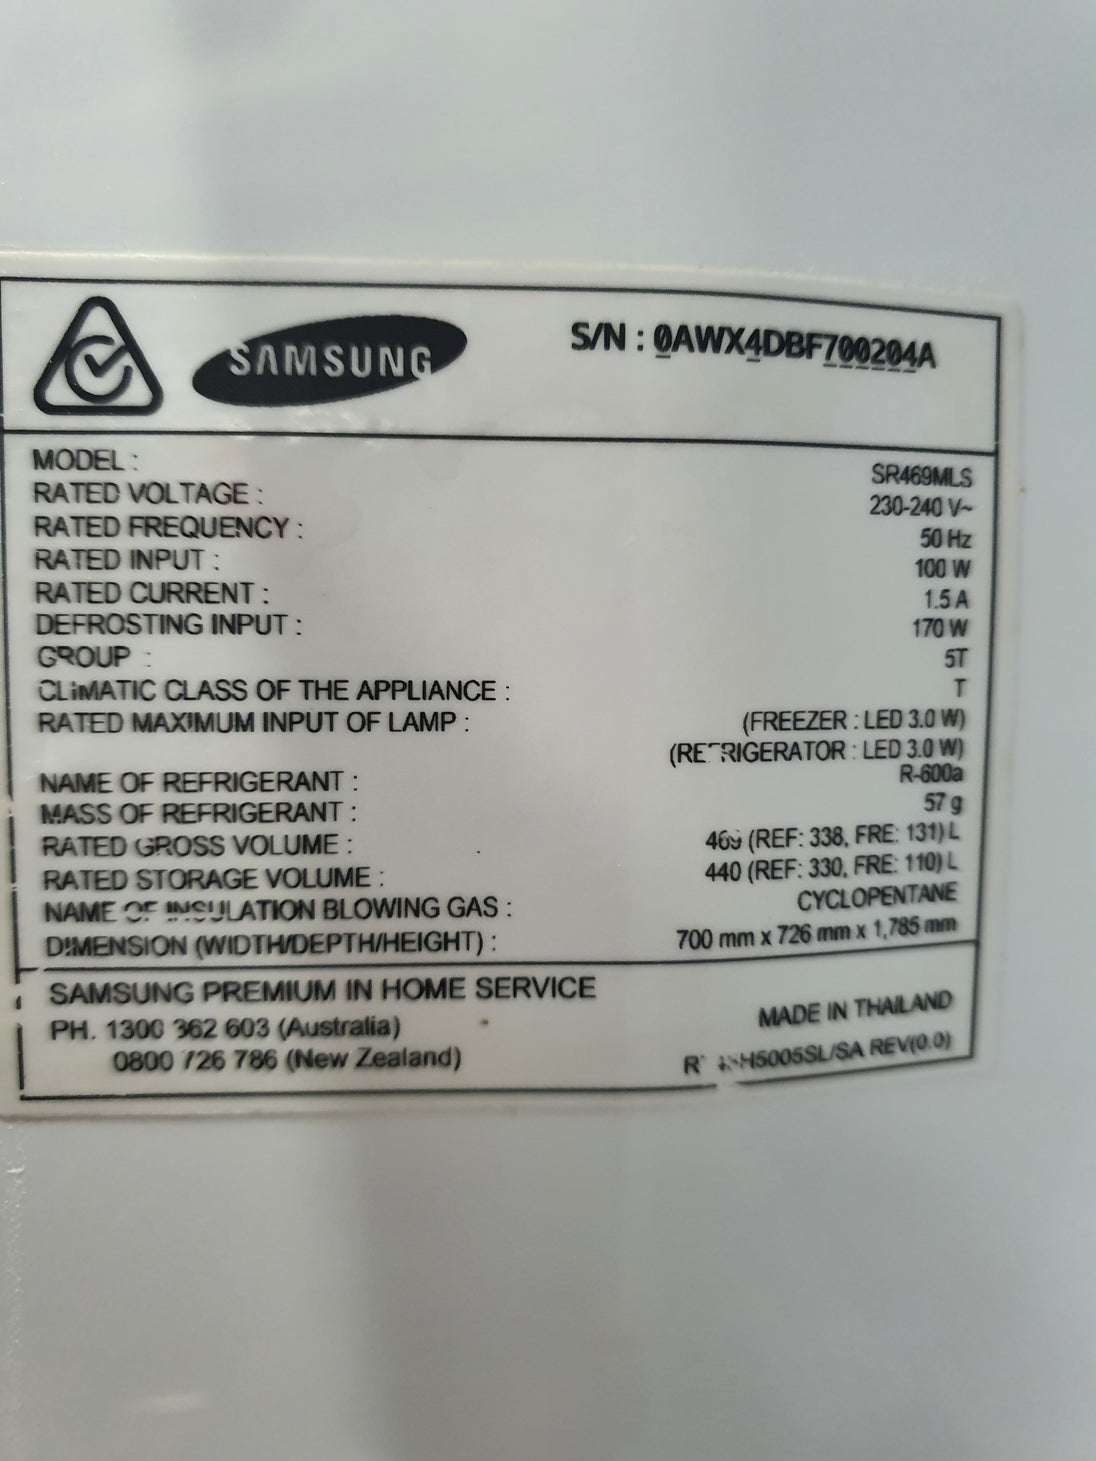 SAMSUNG
S/N : 0AWX4DBF700204A
MODEL : SR469MLS
RATED VOLTAGE : 230-240 V~
RATED FREQUENCY : 50 Hz
RATED INPUT : 100 W
RATED CURRENT : 1.5 A
DEFROSTING INPUT : 170 W
GROUP : 5T
CLIMATIC CLASS OF THE APPLIANCE : T
RATED MAXIMUM INPUT OF LAMP : (FREEZER : LED 3.0 W)
(REFRIGERATOR : LED 3.0 W)
NAME OF REFRIGERANT : R-600a
MASS OF REFRIGERANT : 57 g
RATED GROSS VOLUME : 469 (REF: 338, FRE: 131) L
RATED STORAGE VOLUME : 440 (REF: 330, FRE: 110) L
NAME OF INSULATION BLOWING GAS : CYCLOPENTANE
DIMENSION (WIDTH/DEPTH/HEIGHT) : 700 mm x 726 mm x 1,785 mm
SAMSUNG PREMIUM IN HOME SERVICE
PH. 1300 362 603 (Australia)
0800 726 786 (New Zealand)
MADE IN THAILAND
REV(0.0)